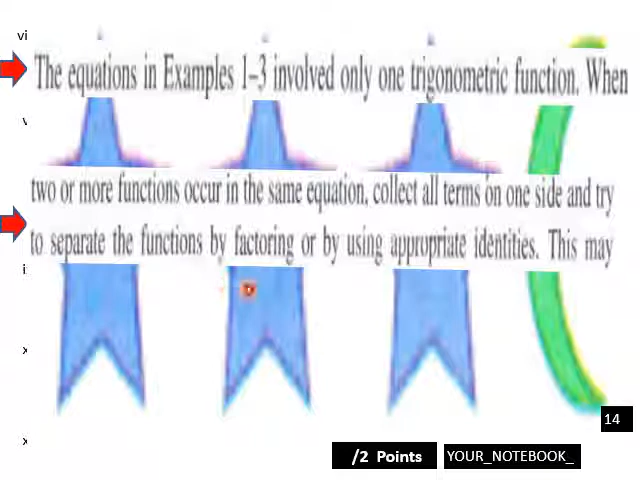 vi
The equations in Examples 1–3 involved only one trigonometric function. When
v
two or more functions occur in the same equation, collect all terms on one side and try
to separate the functions by factoring or by using appropriate identities. This may
i
x
14
x
/2 Points YOUR_NOTEBOOK_